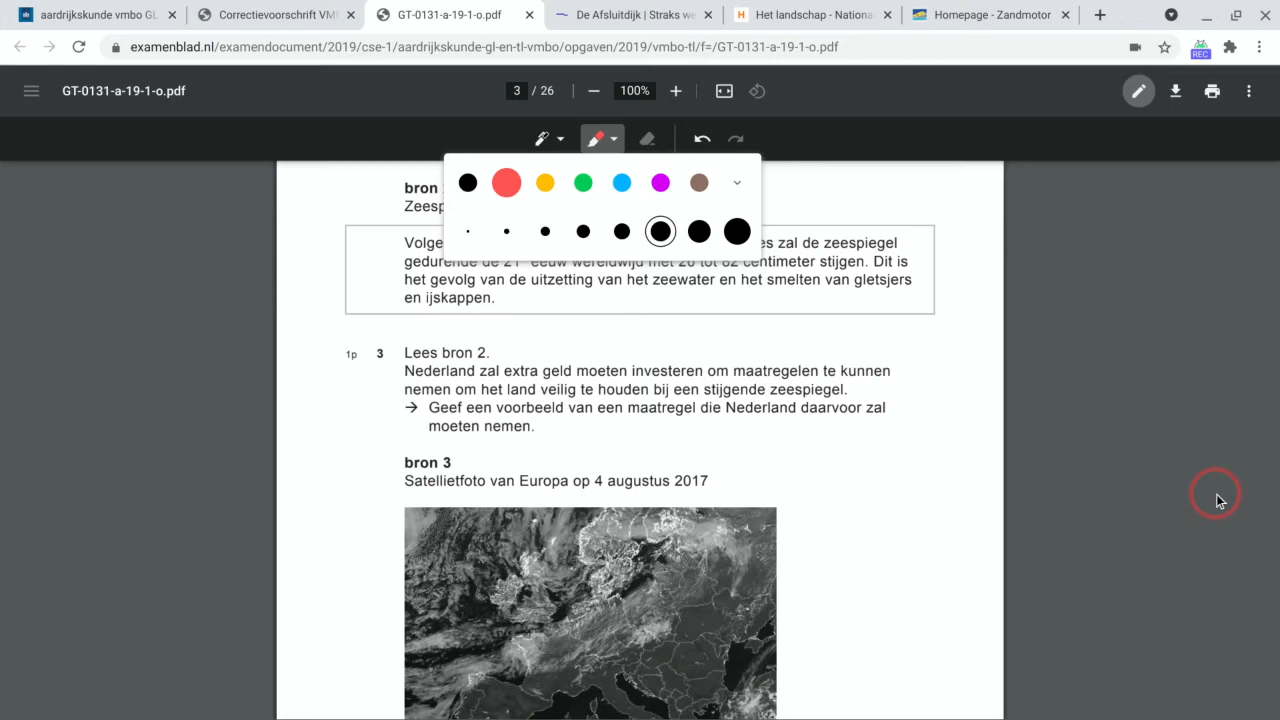 aardrijkskunde vmbo GL
Correctievoorschrift VM
GT-0131-a-19-1-o.pdf
De Afsluitdijk | Straks we
Het landschap - Nationa
Homepage - Zandmotor
examenblad.nl/examendocument/2019/cse-1/aardrijkskunde-gl-en-tl-vmbo/opgaven/2019/vmbo-tl/f=/GT-0131-a-19-1-o.pdf
REC
GT-0131-a-19-1-o.pdf
3 / 26
100%
bron
Zeesp
Volge es zal de zeespiegel
gedurende de 21 eeuw wereldwijd met 26 tot 82 centimeter stijgen. Dit is
het gevolg van de uitzetting van het zeewater en het smelten van gletsjers
en ijskappen.
1p 3 Lees bron 2.
Nederland zal extra geld moeten investeren om maatregelen te kunnen
nemen om het land veilig te houden bij een stijgende zeespiegel.
→ Geef een voorbeeld van een maatregel die Nederland daarvoor zal
moeten nemen.
bron 3
Satellietfoto van Europa op 4 augustus 2017